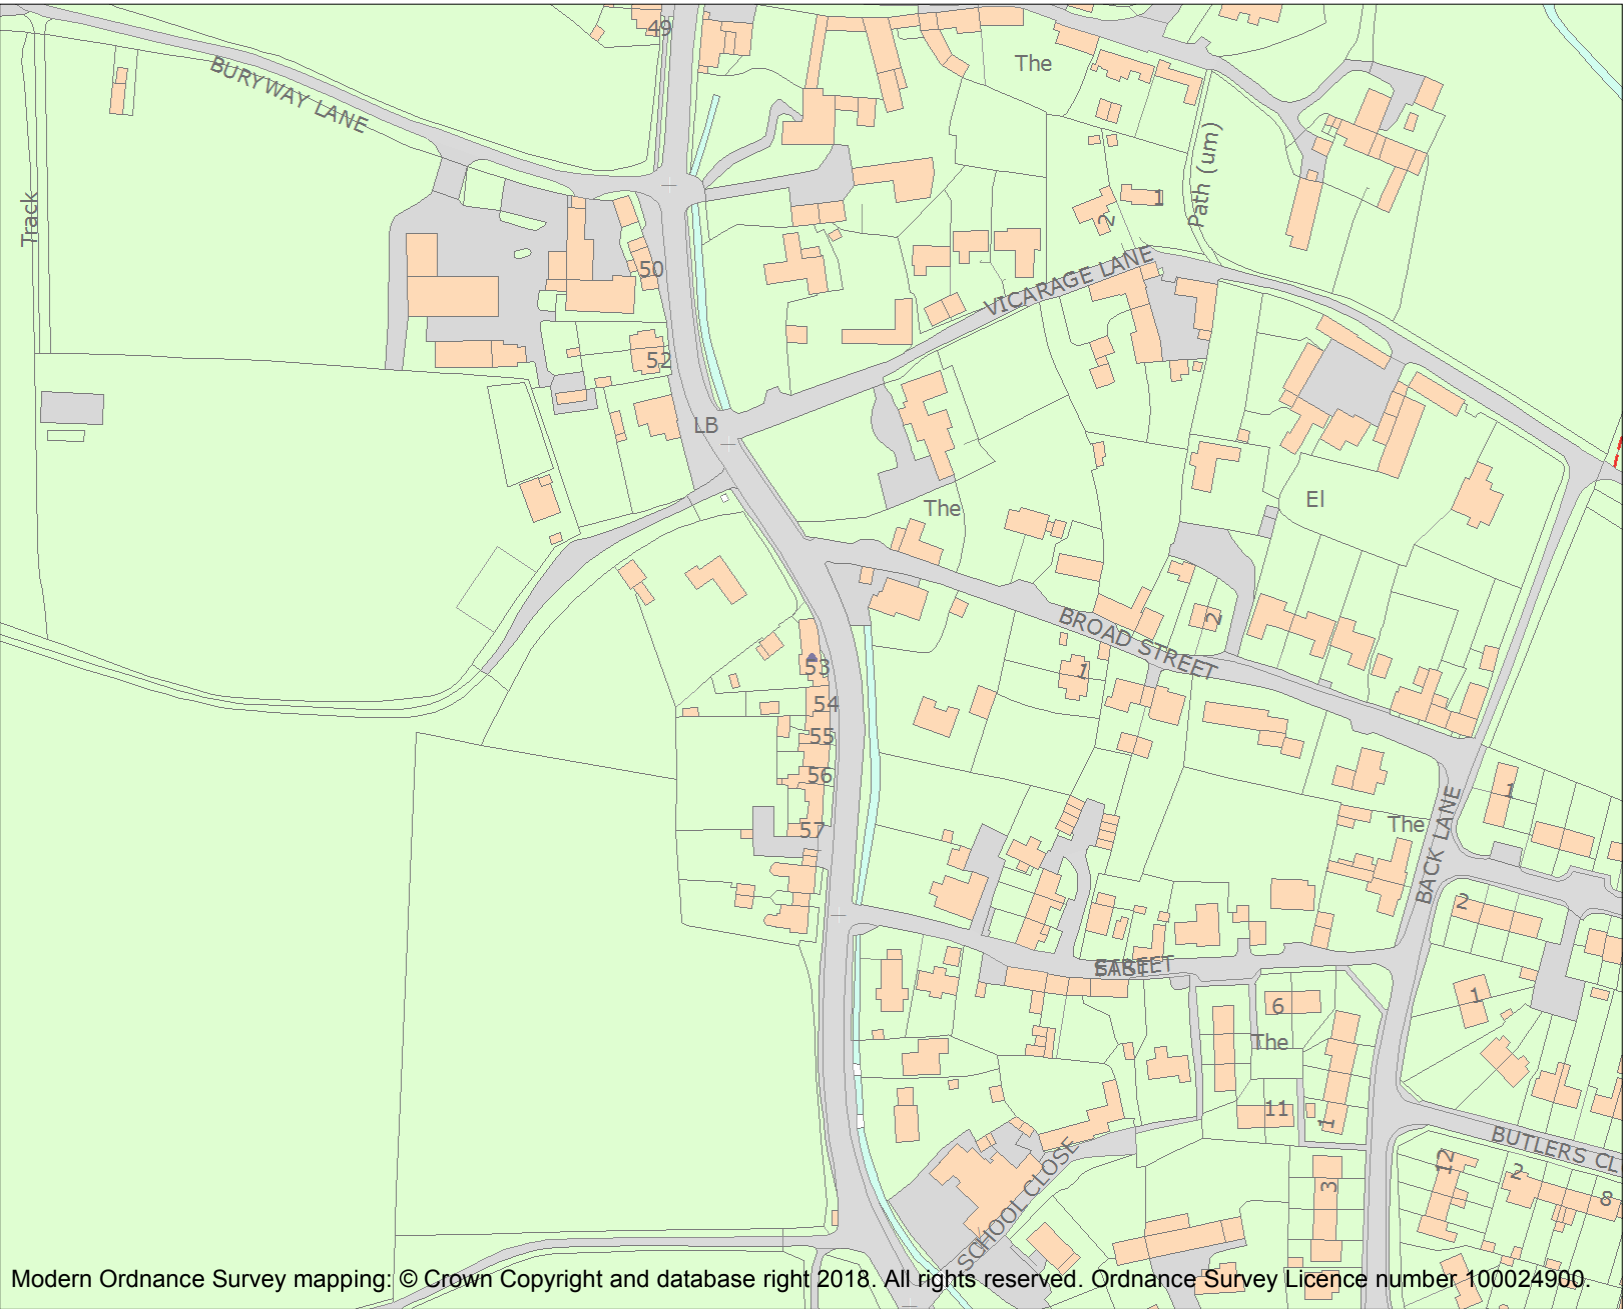 49
The
BURYWAY LANE
Path (um)
Track
1
2
50
VICARAGE LANE
52
LB
El
The
2
BROAD STREET
53
1
54
55
56
1
57
The
BACK LANE
2
EAST
STREET
1
6
The
11
1
BUTLERS CL
SCHOOL CLOSE
12
2
3
8
Modern Ordnance Survey mapping: © Crown Copyright and database right 2018. All rights reserved. Ordnance Survey Licence number 100024900.